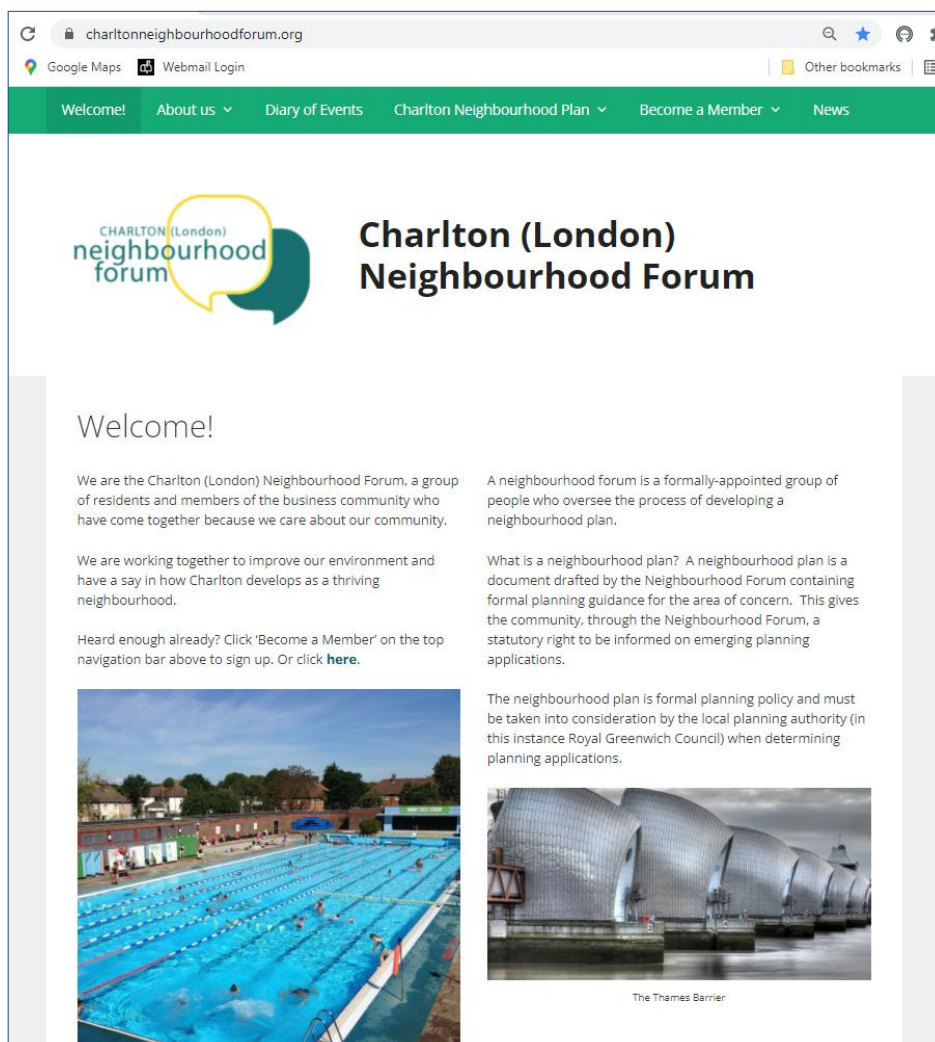 charltonneighbourhoodforum.org
Google Maps
Webmail Login
Other bookmarks
Welcome!
About us
Diary of Events
Charlton Neighbourhood Plan
Become a Member
News
CHARLTON (London)
neighbourhood
forum
Charlton (London)
Neighbourhood Forum
Welcome!
We are the Charlton (London) Neighbourhood Forum, a group
of residents and members of the business community who
have come together because we care about our community.
We are working together to improve our environment and
have a say in how Charlton develops as a thriving
neighbourhood.
Heard enough already? Click ‘Become a Member’ on the top
navigation bar above to sign up. Or click here.
A neighbourhood forum is a formally-appointed group of
people who oversee the process of developing a
neighbourhood plan.
What is a neighbourhood plan?  A neighbourhood plan is a
document drafted by the Neighbourhood Forum containing
formal planning guidance for the area of concern.  This gives
the community, through the Neighbourhood Forum, a
statutory right to be informed on emerging planning
applications.
The neighbourhood plan is formal planning policy and must
be taken into consideration by the local planning authority (in
this instance Royal Greenwich Council) when determining
planning applications.
The Thames Barrier